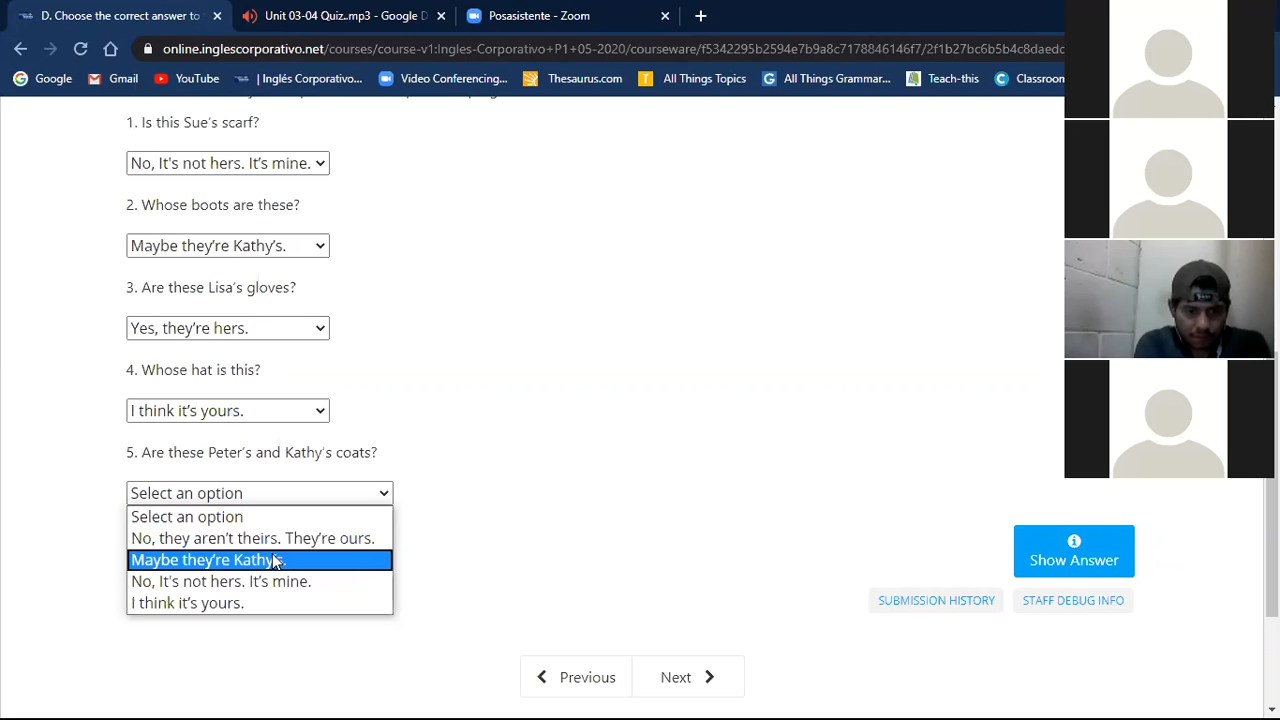 D. Choose the correct answer to
Unit 03-04 Quiz..mp3 - Google D
Posasistente - Zoom
online.inglescorporativo.net/courses/course-v1:Ingles-Corporativo+P1+05-2020/courseware/f5342295b2594e7b9a8c7178846146f7/2f1b27bc6b5b4c8daedc
Google
Gmail
YouTube
| Inglés Corporativo...
Video Conferencing...
Thesaurus.com
All Things Topics
All Things Grammar...
Teach-this
Classroom
1. Is this Sue's scarf?
No, It's not hers. It's mine.
2. Whose boots are these?
Maybe they're Kathy's.
3. Are these Lisa's gloves?
Yes, they're hers.
4. Whose hat is this?
I think it's yours.
5. Are these Peter's and Kathy's coats?
Select an option
Select an option
No, they aren't theirs. They're ours.
Maybe they're Kathy's.
No, It's not hers. It's mine.
I think it's yours.
Show Answer
SUBMISSION HISTORY
STAFF DEBUG INFO
Previous
Next